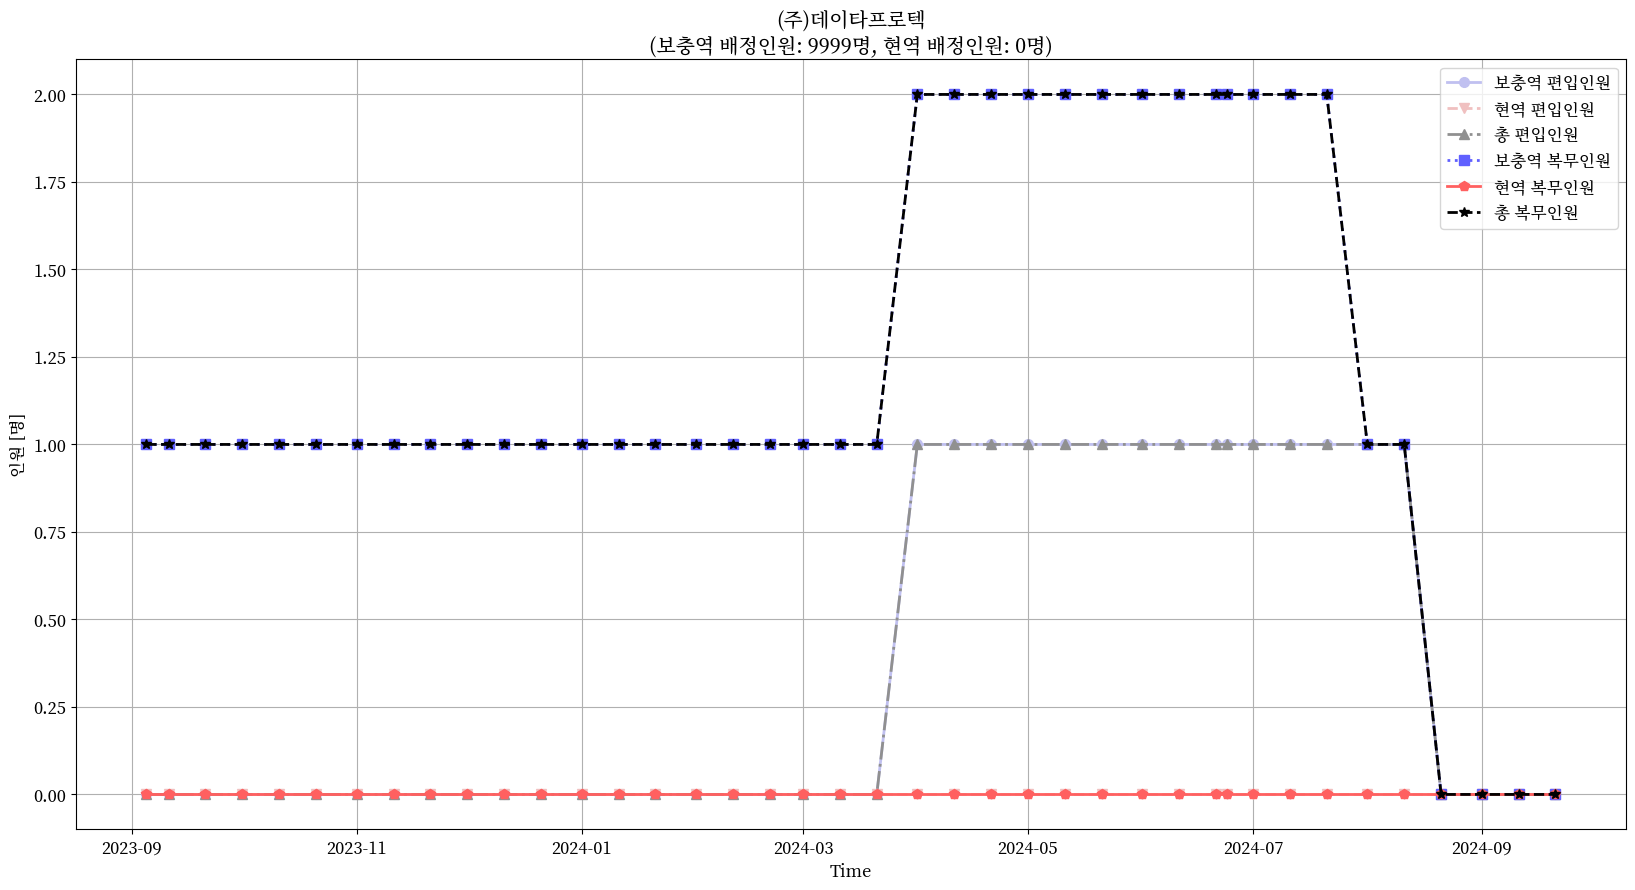 (주)데이타프로텍
(보충역 배정인원: 9999명, 현역 배정인원: 0명)
보충역 편입인원
현역 편입인원
총 편입인원
보충역 복무인원
현역 복무인원
총 복무인원
인원 [명]
2.00
1.75
1.50
1.25
1.00
0.75
0.50
0.25
0.00
2023-09
2023-11
2024-01
2024-03
2024-05
2024-07
2024-09
Time